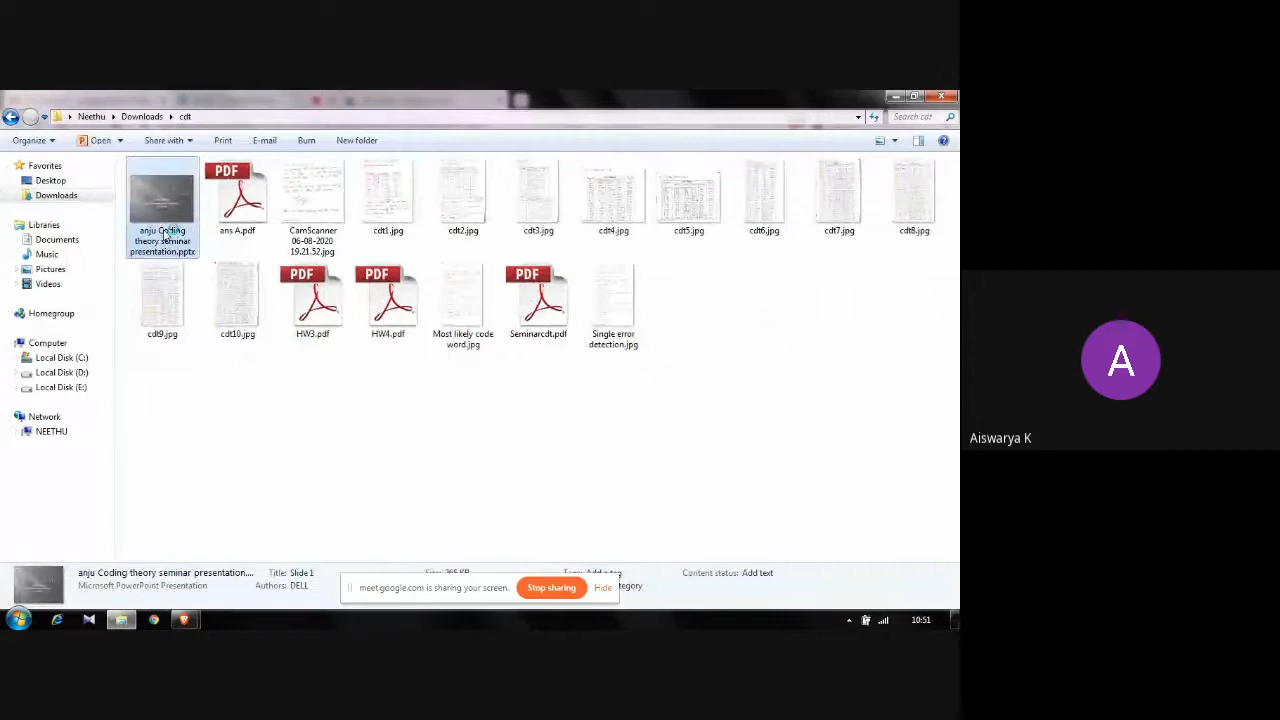 Neethu
Downloads
cdt
Search cdt
Organize
Open
Share with
Print
E-mail
Burn
New folder
Favorites
Desktop
Downloads
Libraries
Documents
Music
Pictures
Videos
Homegroup
Computer
Local Disk (C:)
Local Disk (D:)
Local Disk (E:)
Network
NEETHU
PDF
anju Coding
theory seminar
presentation.pptx
ans A.pdf
CamScanner
06-08-2020
19.21.52.jpg
cdt1.jpg
cdt2.jpg
cdt3.jpg
cdt4.jpg
cdt5.jpg
cdt6.jpg
cdt7.jpg
cdt8.jpg
PDF
PDF
PDF
cdt9.jpg
cdt10.jpg
HW3.pdf
HW4.pdf
Most likely code
word.jpg
Seminarcdt.pdf
Single error
detection.jpg
anju Coding theory seminar presentation....
Microsoft PowerPoint Presentation
Title: Slide 1
Authors: DELL
Content status: Add text
meet.google.com is sharing your screen.
Stop sharing
Hide
10:51
A
Aiswarya K